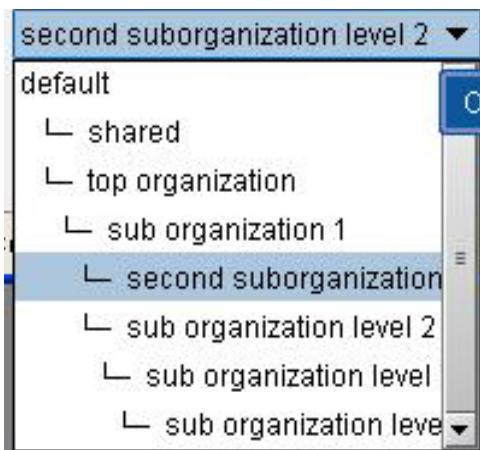 second suborganization level 2
default
shared
top organization
sub organization 1
second suborganization
sub organization level 2
sub organization level
sub organization leve